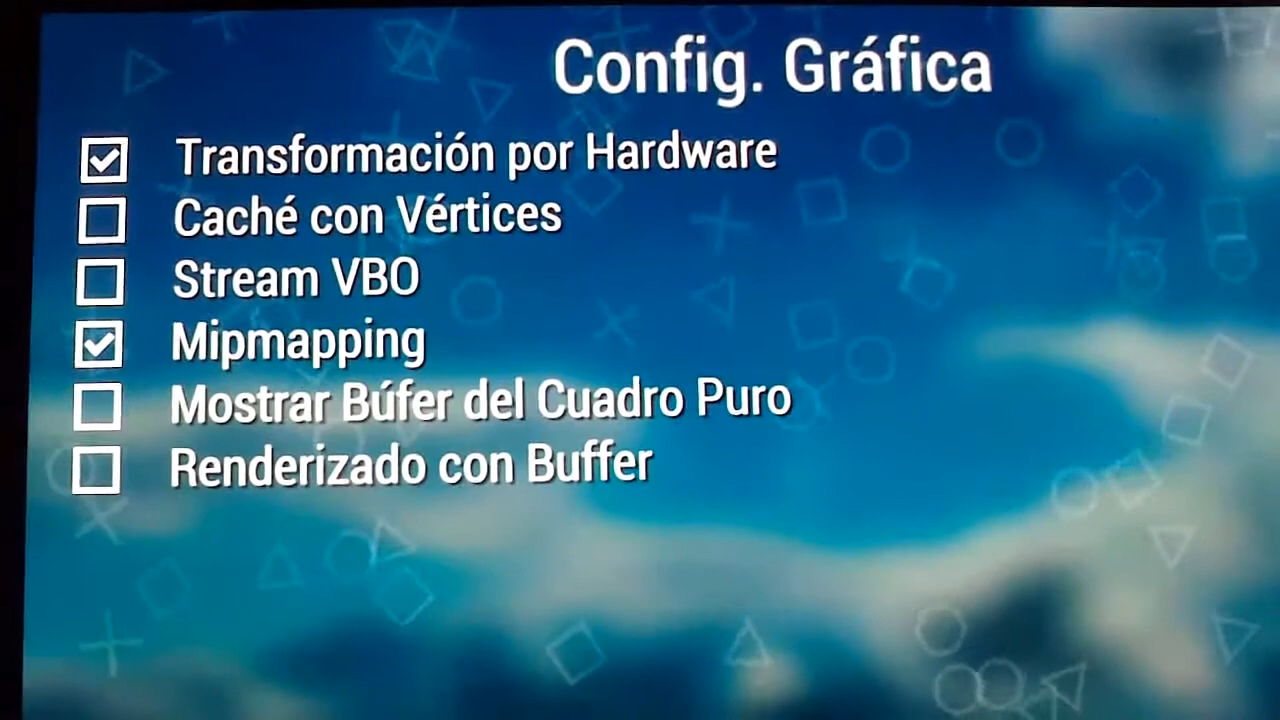 Config. Gráfica
Transformación por Hardware
Caché con Vértices
Stream VBO
Mipmapping
Mostrar Búfer del Cuadro Puro
Renderizado con Buffer